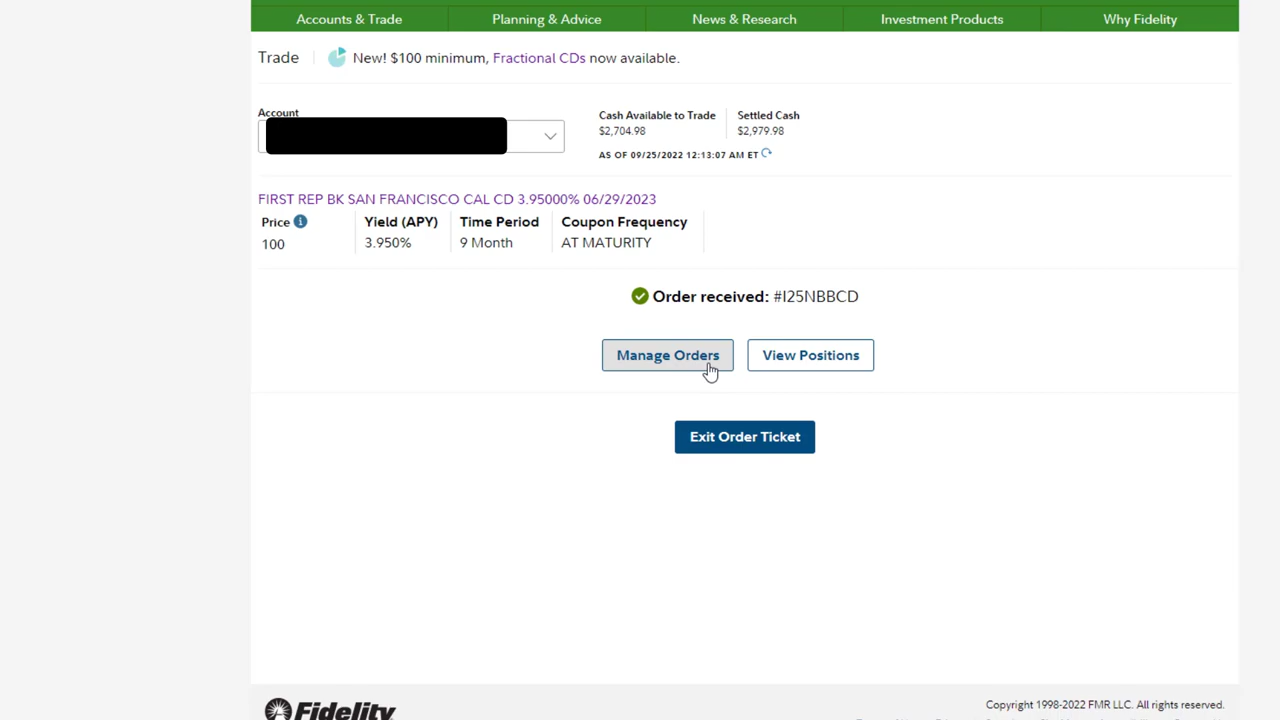 Accounts & Trade Planning & Advice News & Research Investment Products Why Fidelity
Trade New! $100 minimum, Fractional CDs now available.
Account
Cash Available to Trade Settled Cash
$2,704.98 $2,979.98
AS OF 09/25/2022 12:13:07 AM ET
FIRST REP BK SAN FRANCISCO CAL CD 3.95000% 06/29/2023
Price Yield (APY) Time Period Coupon Frequency
100 3.950% 9 Month AT MATURITY
Order received: #I25NBBCD
Manage Orders View Positions
Exit Order Ticket
Fidelity
Copyright 1998-2022 FMR LLC. All rights reserved.